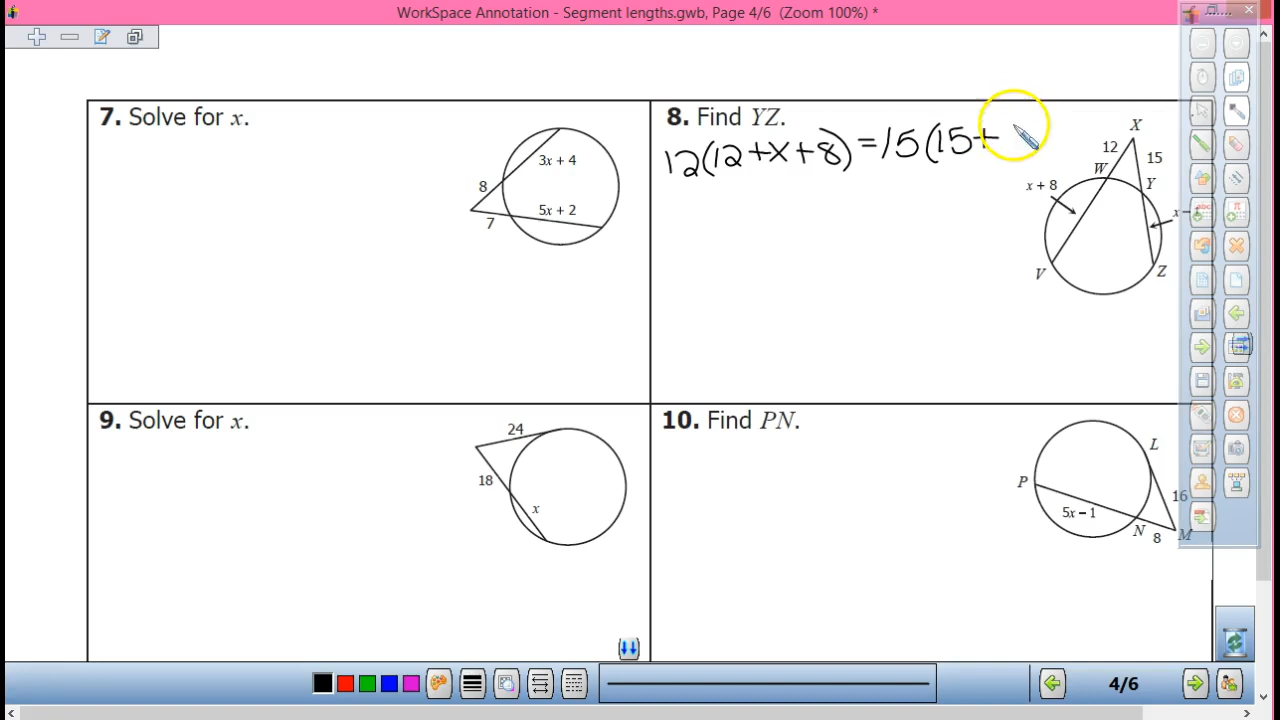 WorkSpace Annotation - Segment lengths.gwb, Page 4/6 (Zoom 100%) *
7. Solve for x.
8
3x + 4
7
5x + 2
8. Find YZ.
12(12+x+8)=15(15+
X
12
15
W
Y
x + 8
x –
V
Z
9. Solve for x.
24
18
x
10. Find PN.
L
P
16
5x – 1
N
8
M
4/6